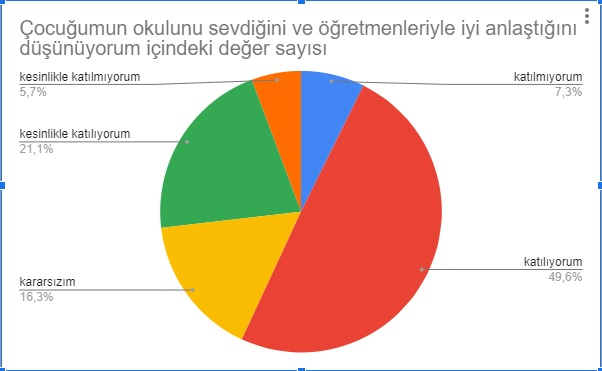 Çocuğumun okulunu sevdiğini ve öğretmenleriyle iyi anlaştığını
düşünüyorum içindeki değer sayısı
kesinlikle katılmıyorum
5,7%
katılmıyorum
7,3%
kesinlikle katılıyorum
21,1%
katılıyorum
49,6%
kararsızım
16,3%